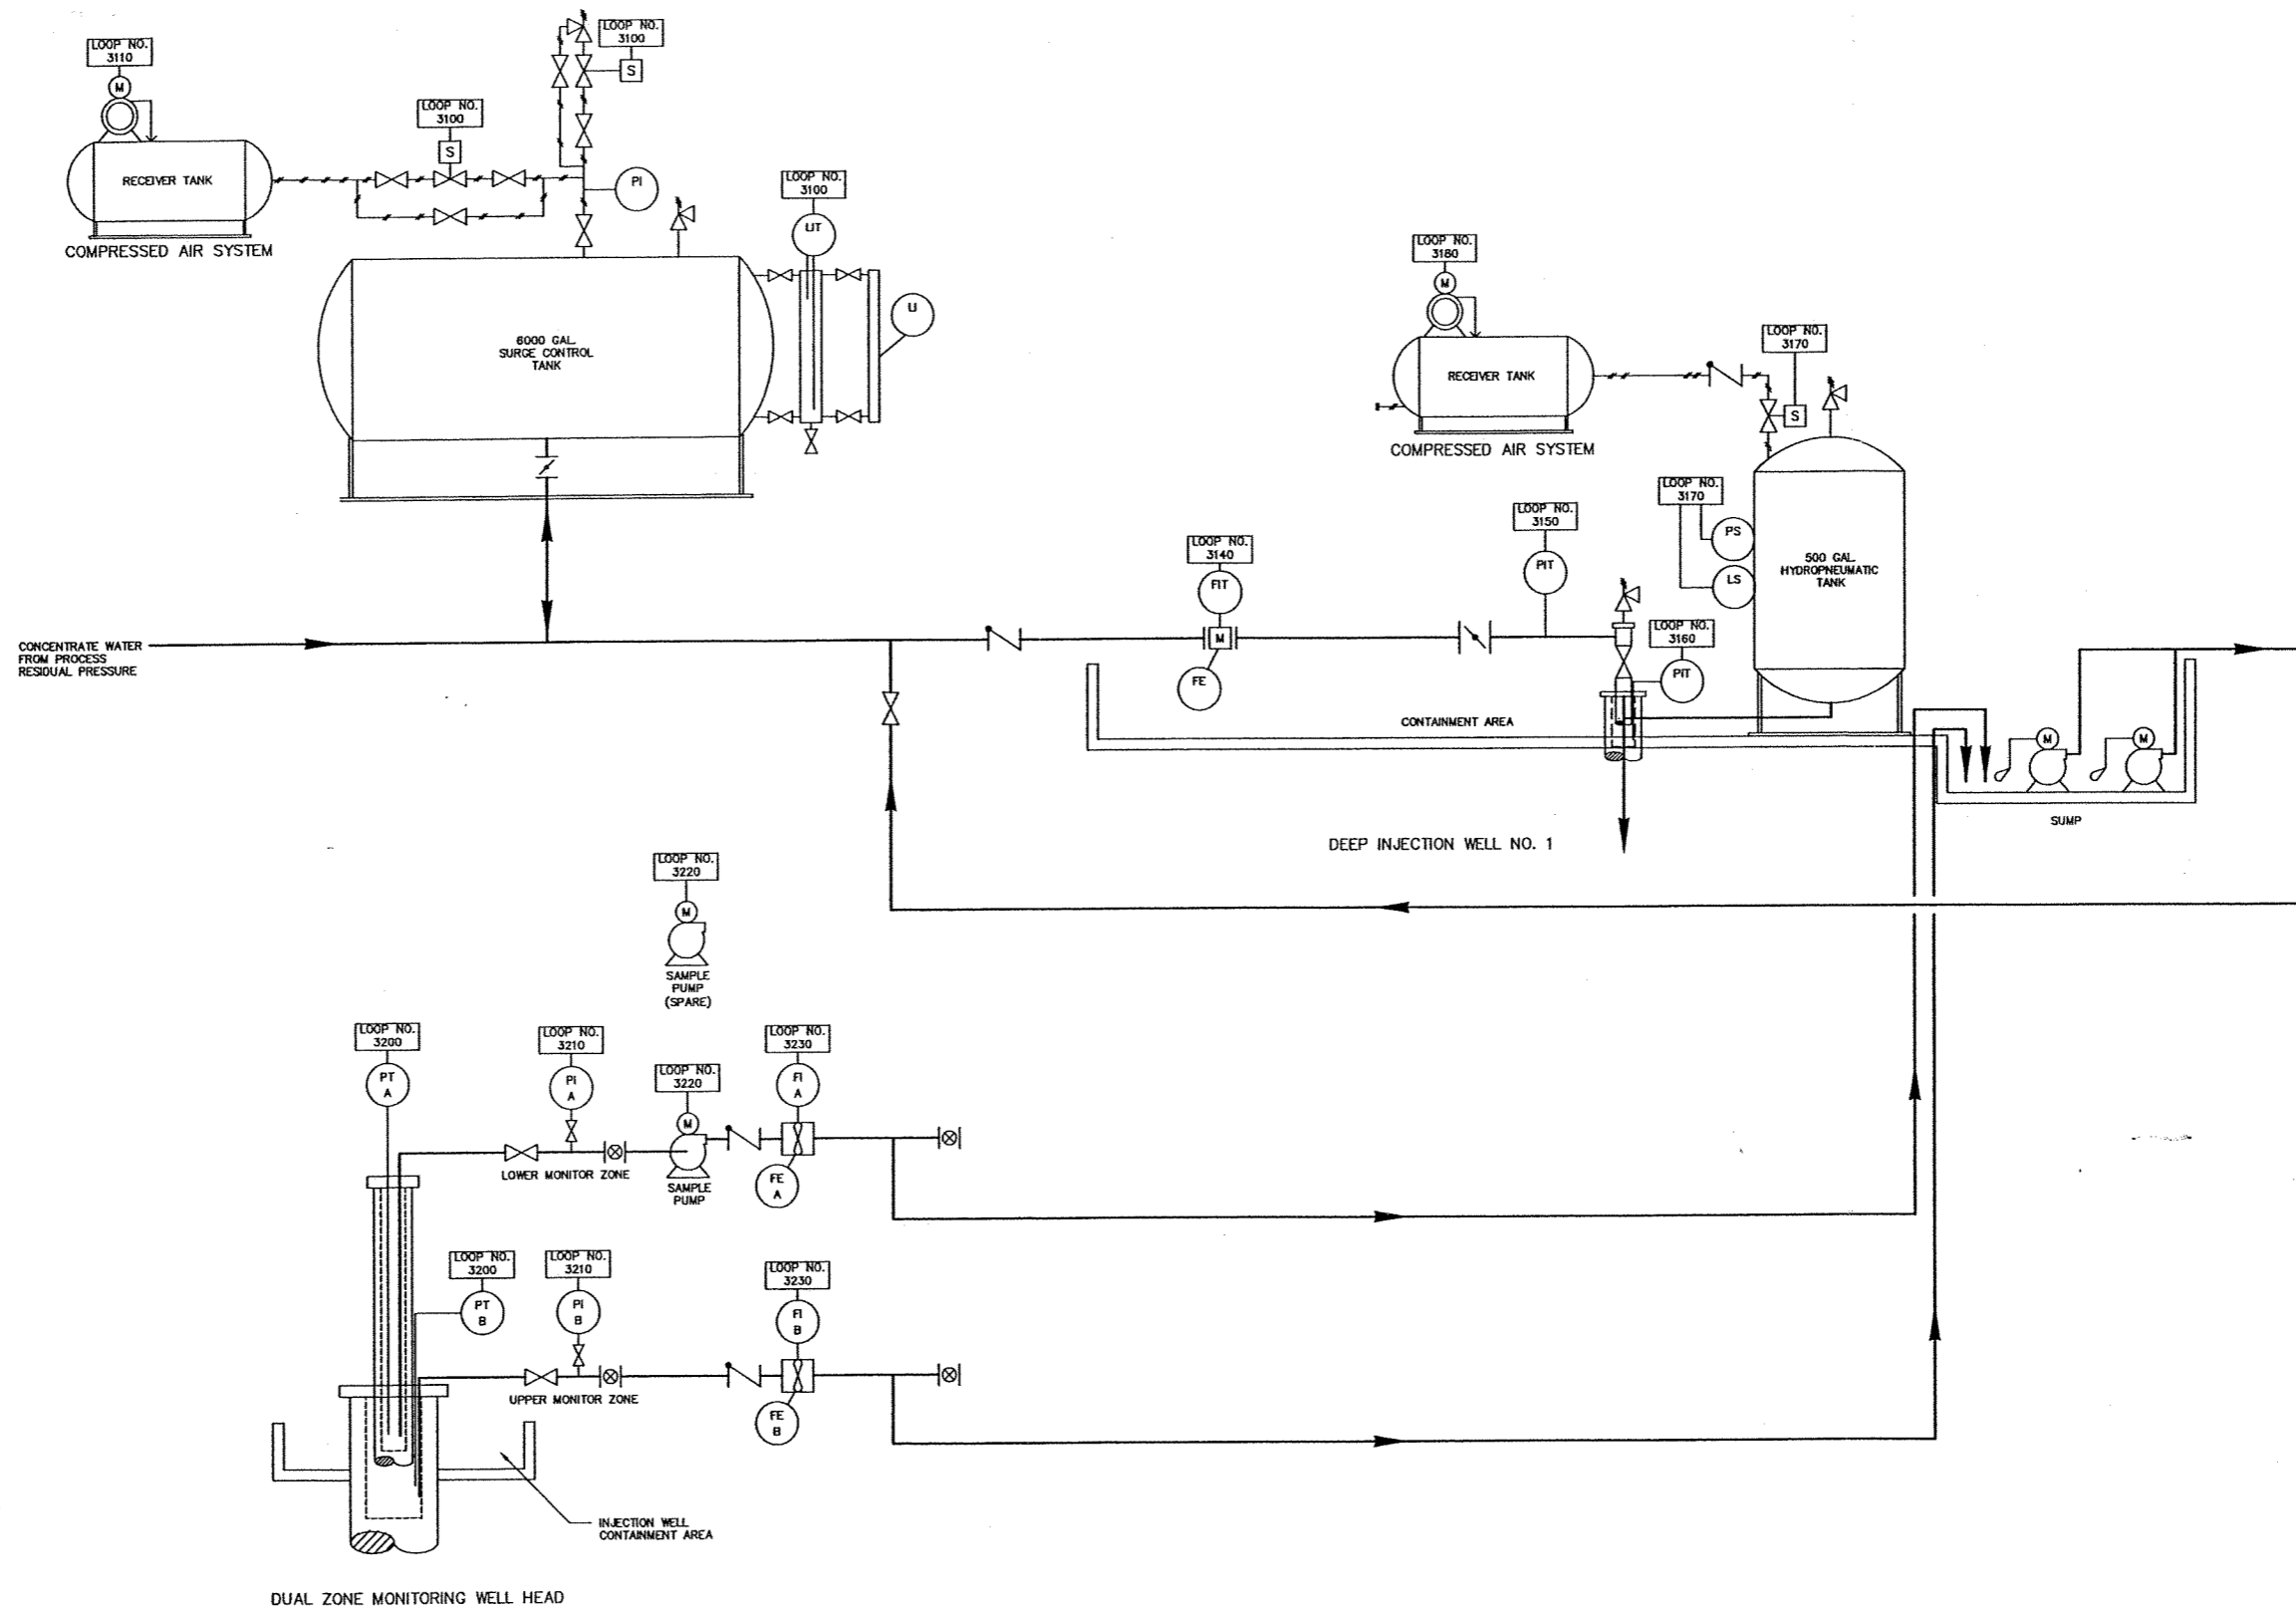 LOOP NO.
3110
M
RECEIVER TANK
COMPRESSED AIR SYSTEM
LOOP NO.
3100
S
LOOP NO.
3100
S
PI
LOOP NO.
3100
LIT
LI
6000 GAL.
SURGE CONTROL
TANK
CONCENTRATE WATER
FROM PROCESS
RESIDUAL PRESSURE
LOOP NO.
3180
M
RECEIVER TANK
COMPRESSED AIR SYSTEM
LOOP NO.
3170
S
LOOP NO.
3170
PS
LS
500 GAL.
HYDROPNEUMATIC
TANK
LOOP NO.
3140
FIT
M
FE
LOOP NO.
3150
PIT
LOOP NO.
3160
PIT
CONTAINMENT AREA
M
M
SUMP
DEEP INJECTION WELL NO. 1
LOOP NO.
3220
M
SAMPLE
PUMP
(SPARE)
LOOP NO.
3200
PT
A
LOOP NO.
3210
PI
A
LOWER MONITOR ZONE
LOOP NO.
3220
M
SAMPLE
PUMP
LOOP NO.
3230
FI
A
FE
A
LOOP NO.
3200
PT
B
LOOP NO.
3210
PI
B
UPPER MONITOR ZONE
LOOP NO.
3230
FI
B
FE
B
INJECTION WELL
CONTAINMENT AREA
DUAL ZONE MONITORING WELL HEAD